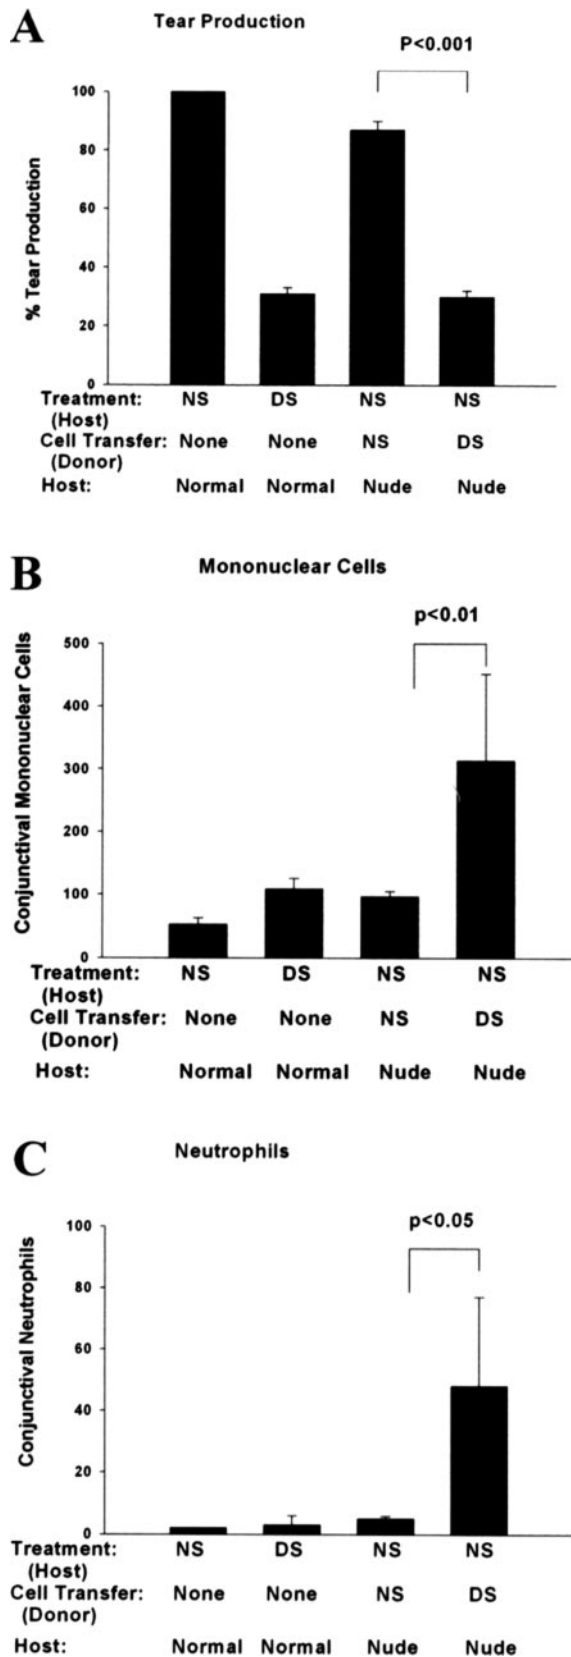 A
Tear Production
P<0.001
% Tear Production
100
80
60
40
20
0
Treatment: NS DS NS NS
(Host)
Cell Transfer: None None NS DS
(Donor)
Host: Normal Normal Nude Nude
B
Mononuclear Cells
p<0.01
Conjunctival Mononuclear Cells
500
400
300
200
100
0
Treatment: NS DS NS NS
(Host)
Cell Transfer: None None NS DS
(Donor)
Host: Normal Normal Nude Nude
C
Neutrophils
p<0.05
Conjunctival Neutrophils
100
80
60
40
20
0
Treatment: NS DS NS NS
(Host)
Cell Transfer: None None NS DS
(Donor)
Host: Normal Normal Nude Nude